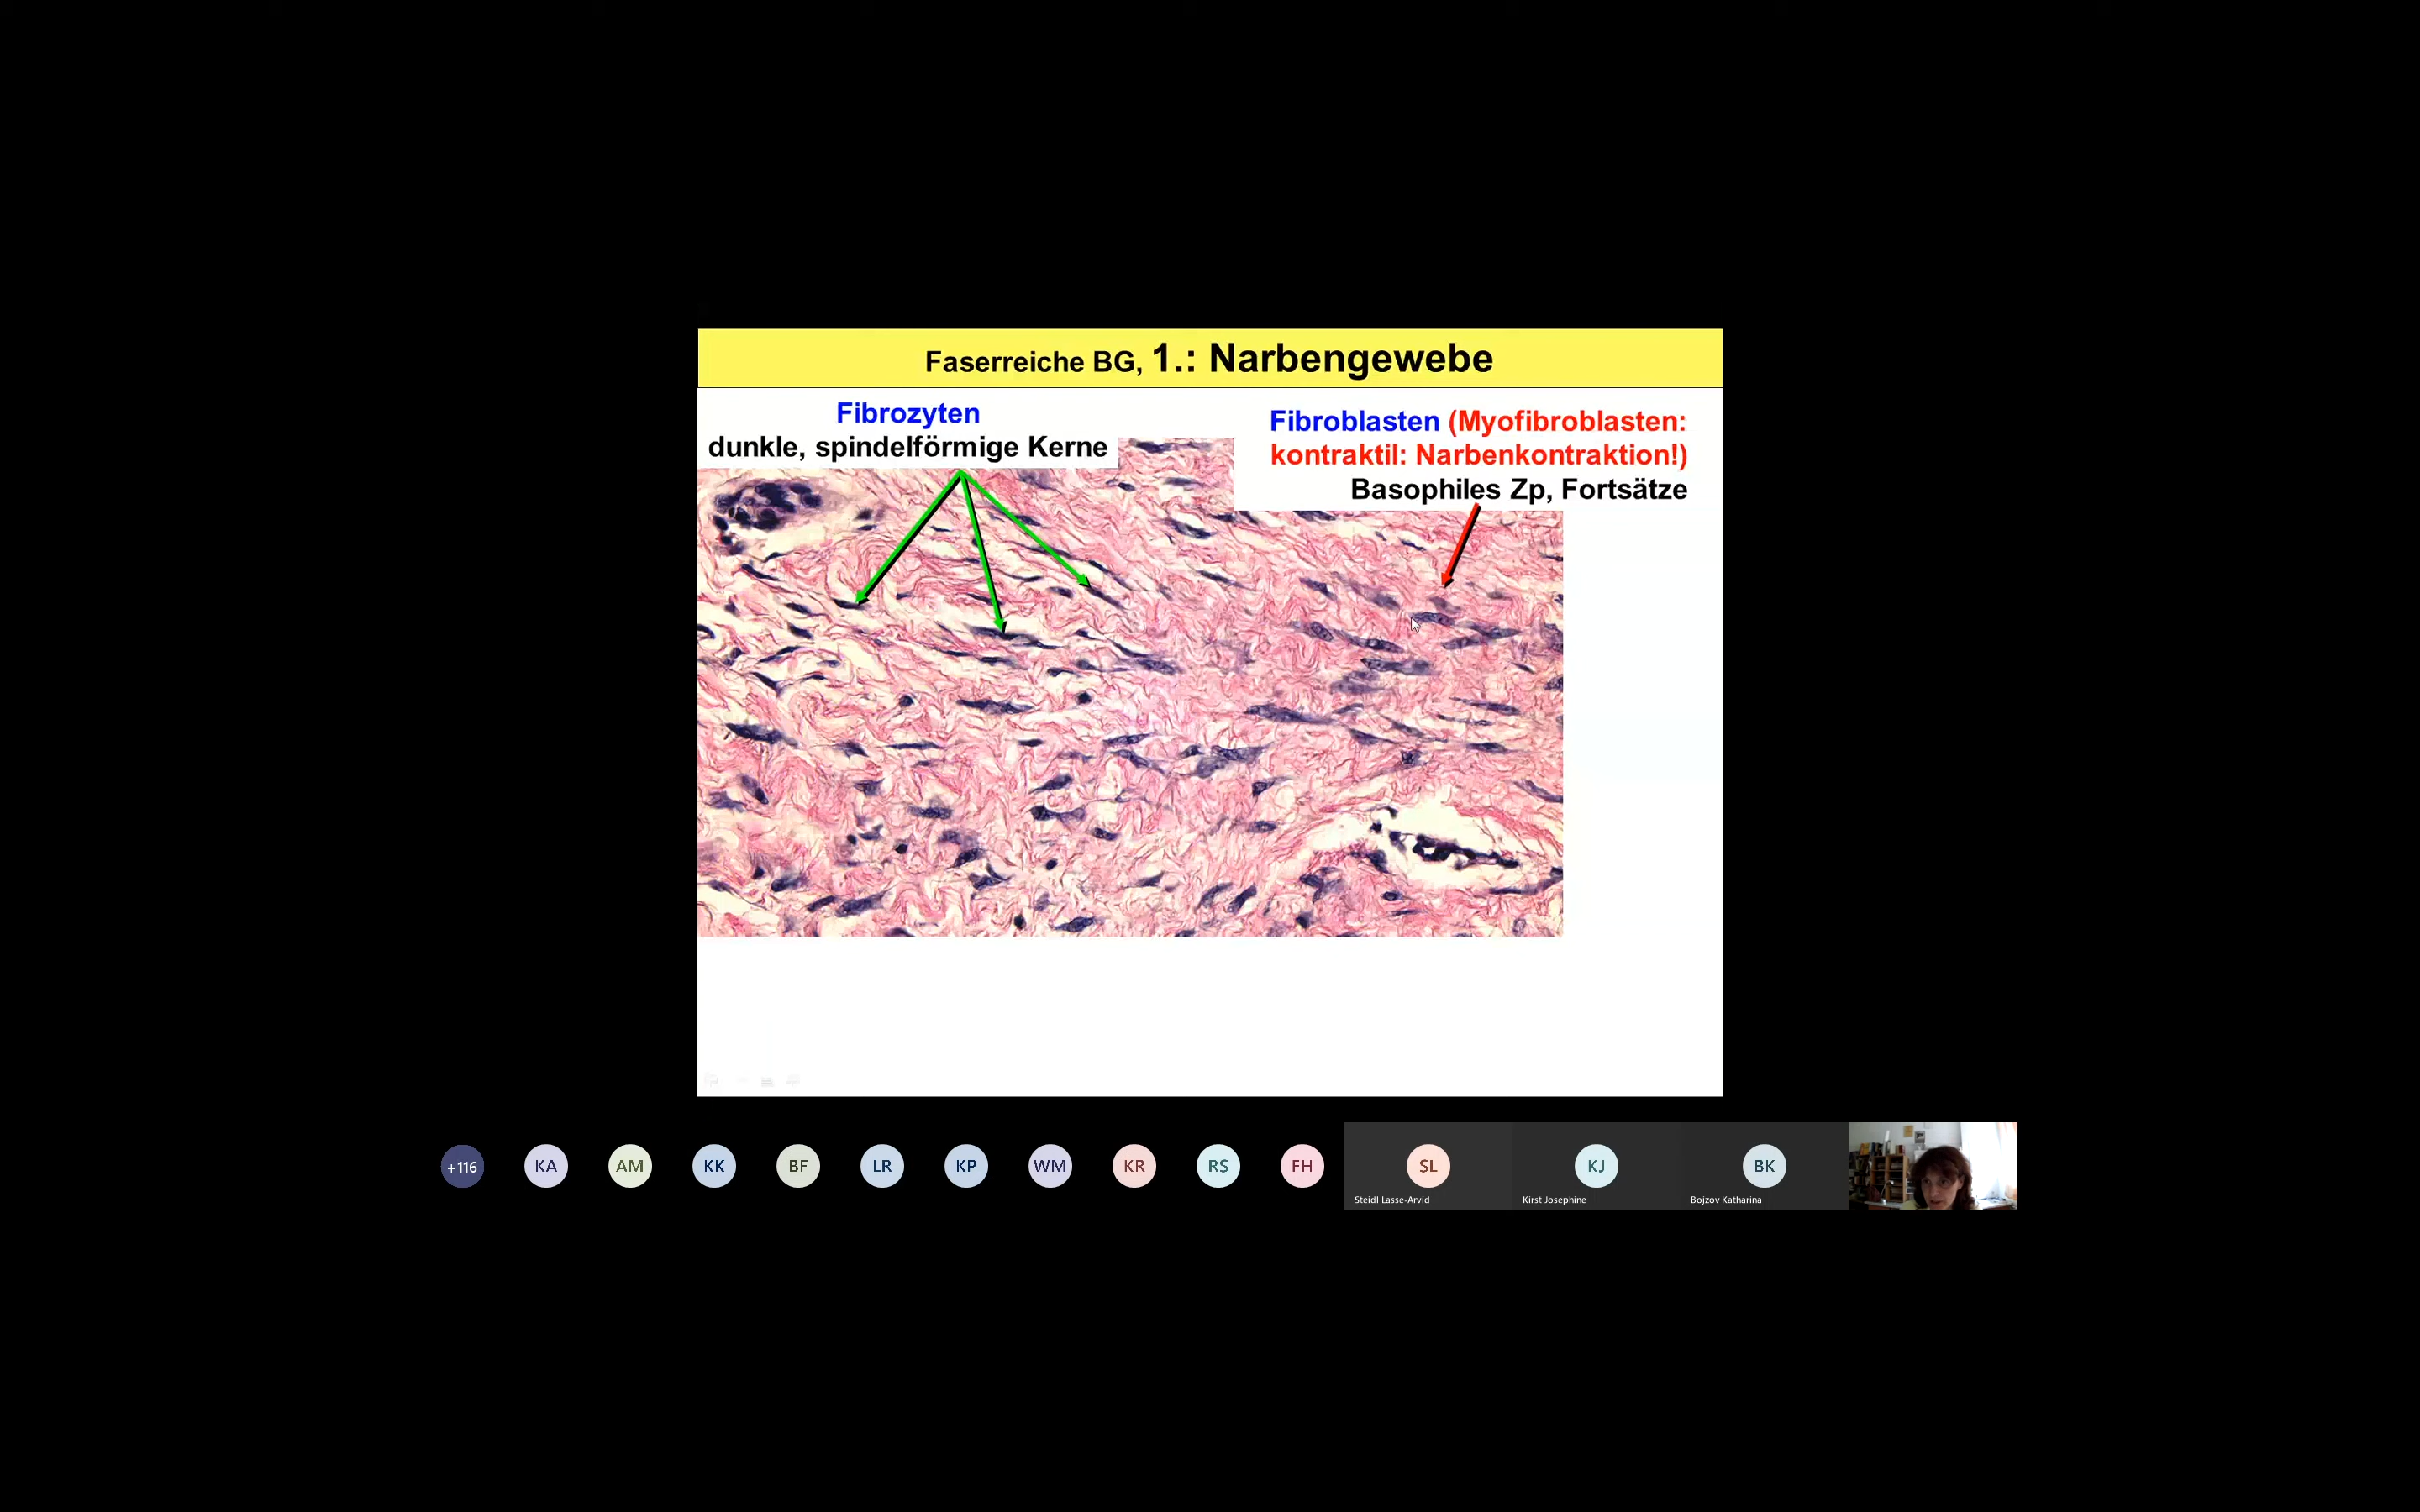 Faserreiche BG, 1.: Narbengewebe
Fibrozyten
dunkle, spindelförmige Kerne
Fibroblasten (Myofibroblasten:
kontraktil: Narbenkontraktion!)
Basophiles Zp, Fortsätze
+116
KA
AM
KK
BF
LR
KP
WM
KR
RS
FH
SL
KJ
BK
Steidl Lasse-Arvid
Kirst Josephine
Bojzov Katharina